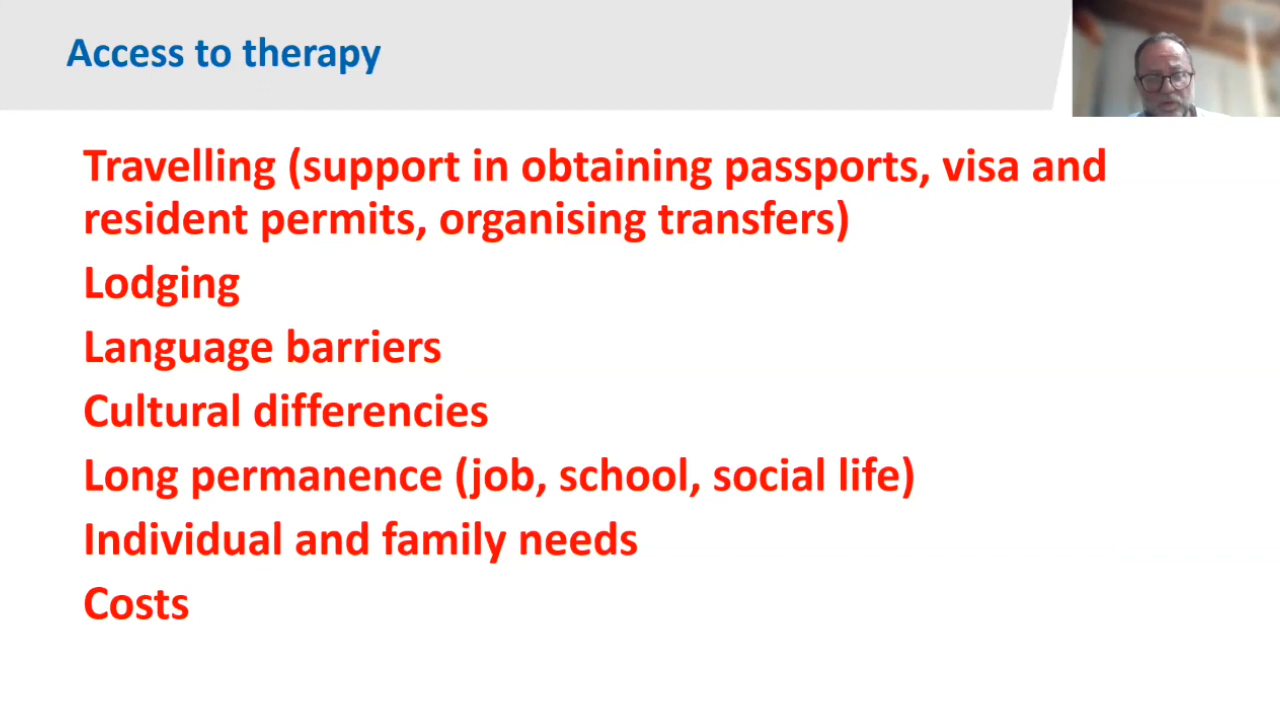 Access to therapy
Travelling (support in obtaining passports, visa and
resident permits, organising transfers)
Lodging
Language barriers
Cultural differencies
Long permanence (job, school, social life)
Individual and family needs
Costs